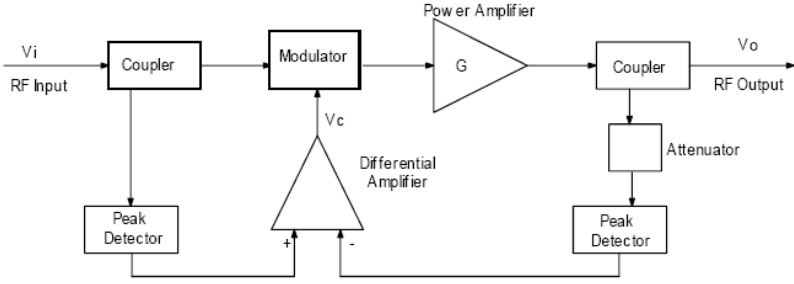 Power Amplifier
Vi
Vo
Coupler
Modulator
G
Coupler
RF Input
RF Output
Vc
Attenuator
Differential
Amplifier
Peak
Detector
Peak
Detector
+
-